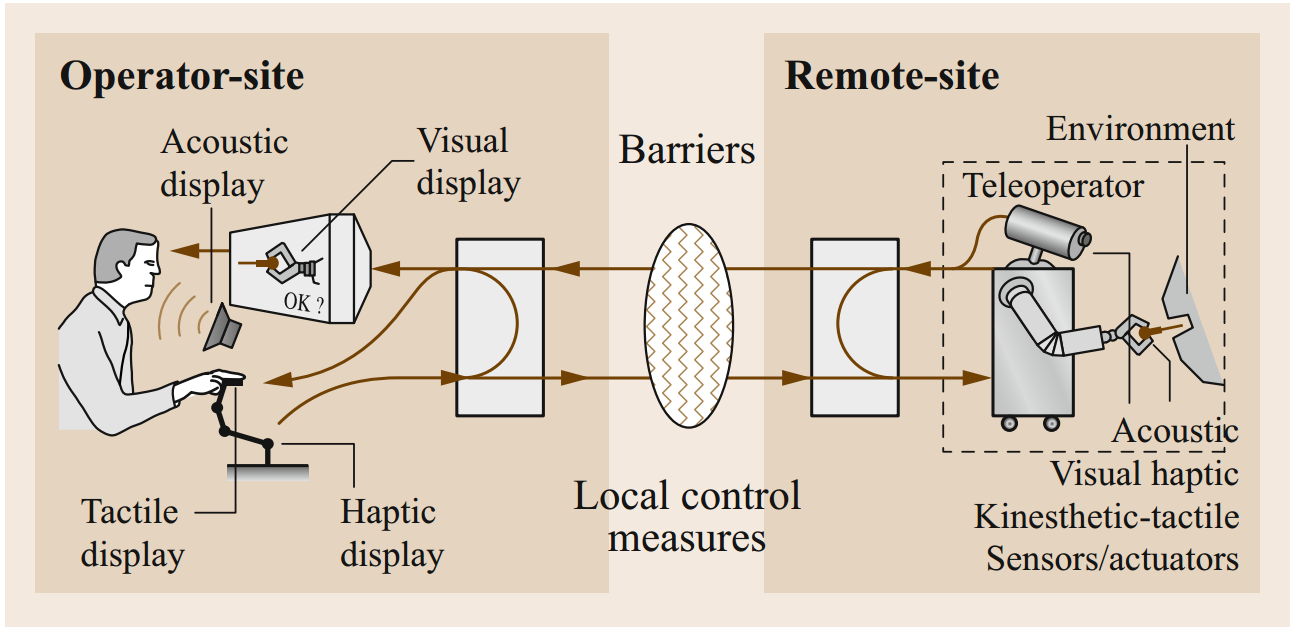 Operator-site
Remote-site
Acoustic
display
Visual
display
Barriers
Environment
Teleoperator
OK ?
Tactile
display
Haptic
display
Local control
measures
Acoustic
Visual haptic
Kinesthetic-tactile
Sensors/actuators